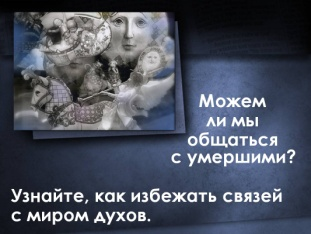 Можем
ли мы
общаться
с умершими?
Узнайте, как избежать связей
с миром духов.